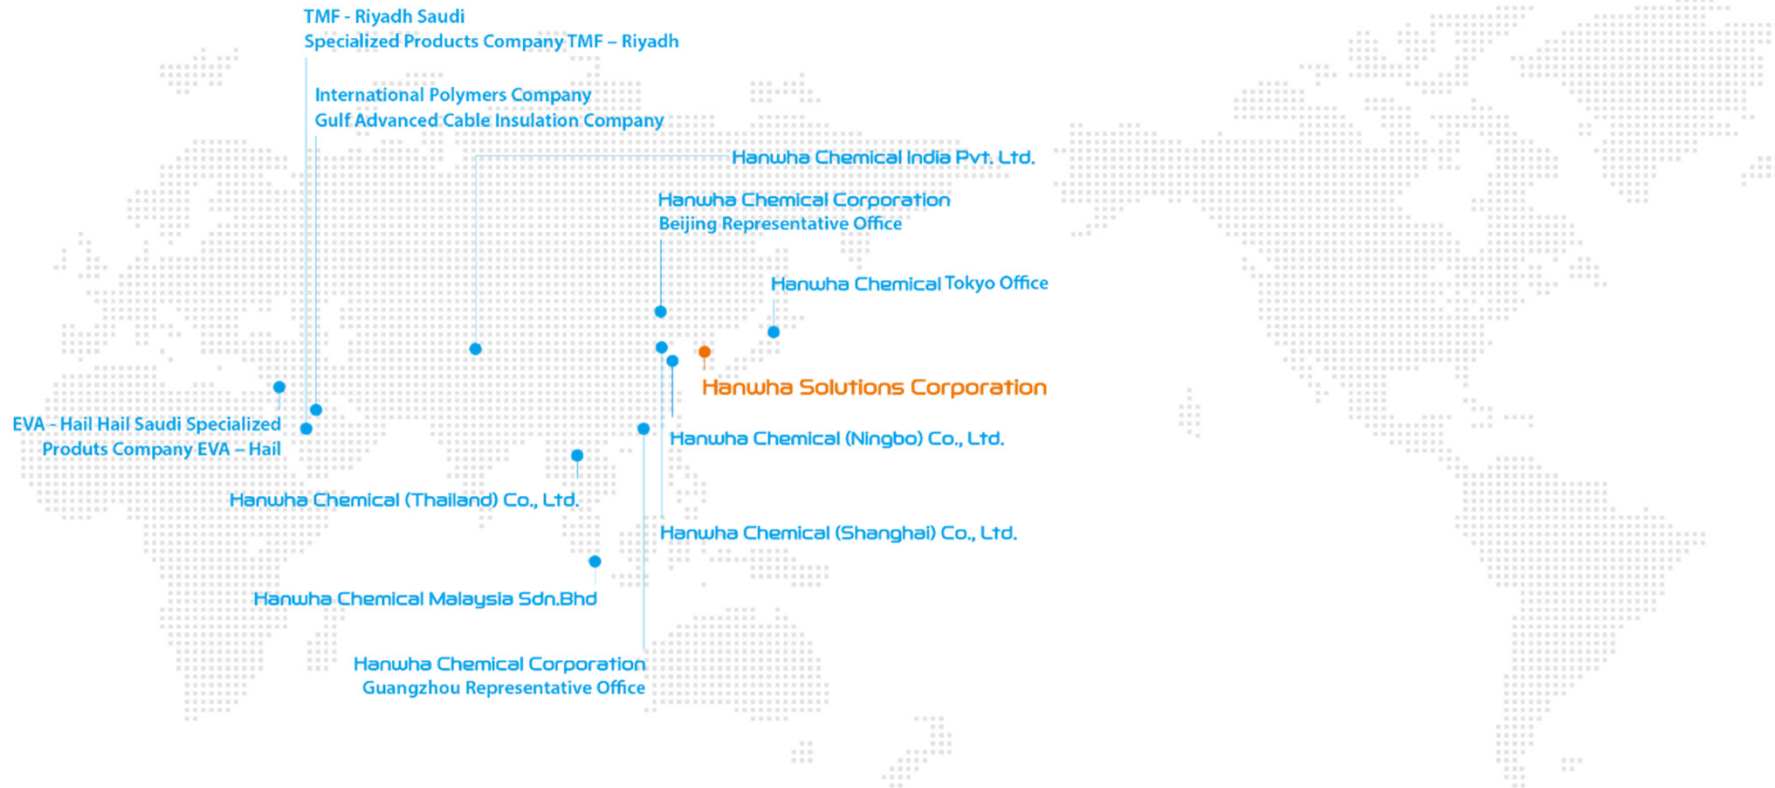 TMF - Riyadh Saudi
Specialized Products Company TMF – Riyadh
International Polymers Company
Gulf Advanced Cable Insulation Company
Hanwha Chemical India Pvt. Ltd.
Hanwha Chemical Corporation
Beijing Representative Office
Hanwha Chemical Tokyo Office
Hanwha Solutions Corporation
EVA - Hail Hail Saudi Specialized
Produts Company EVA – Hail
Hanwha Chemical (Ningbo) Co., Ltd.
Hanwha Chemical (Thailand) Co., Ltd.
Hanwha Chemical (Shanghai) Co., Ltd.
Hanwha Chemical Malaysia Sdn.Bhd
Hanwha Chemical Corporation
Guangzhou Representative Office